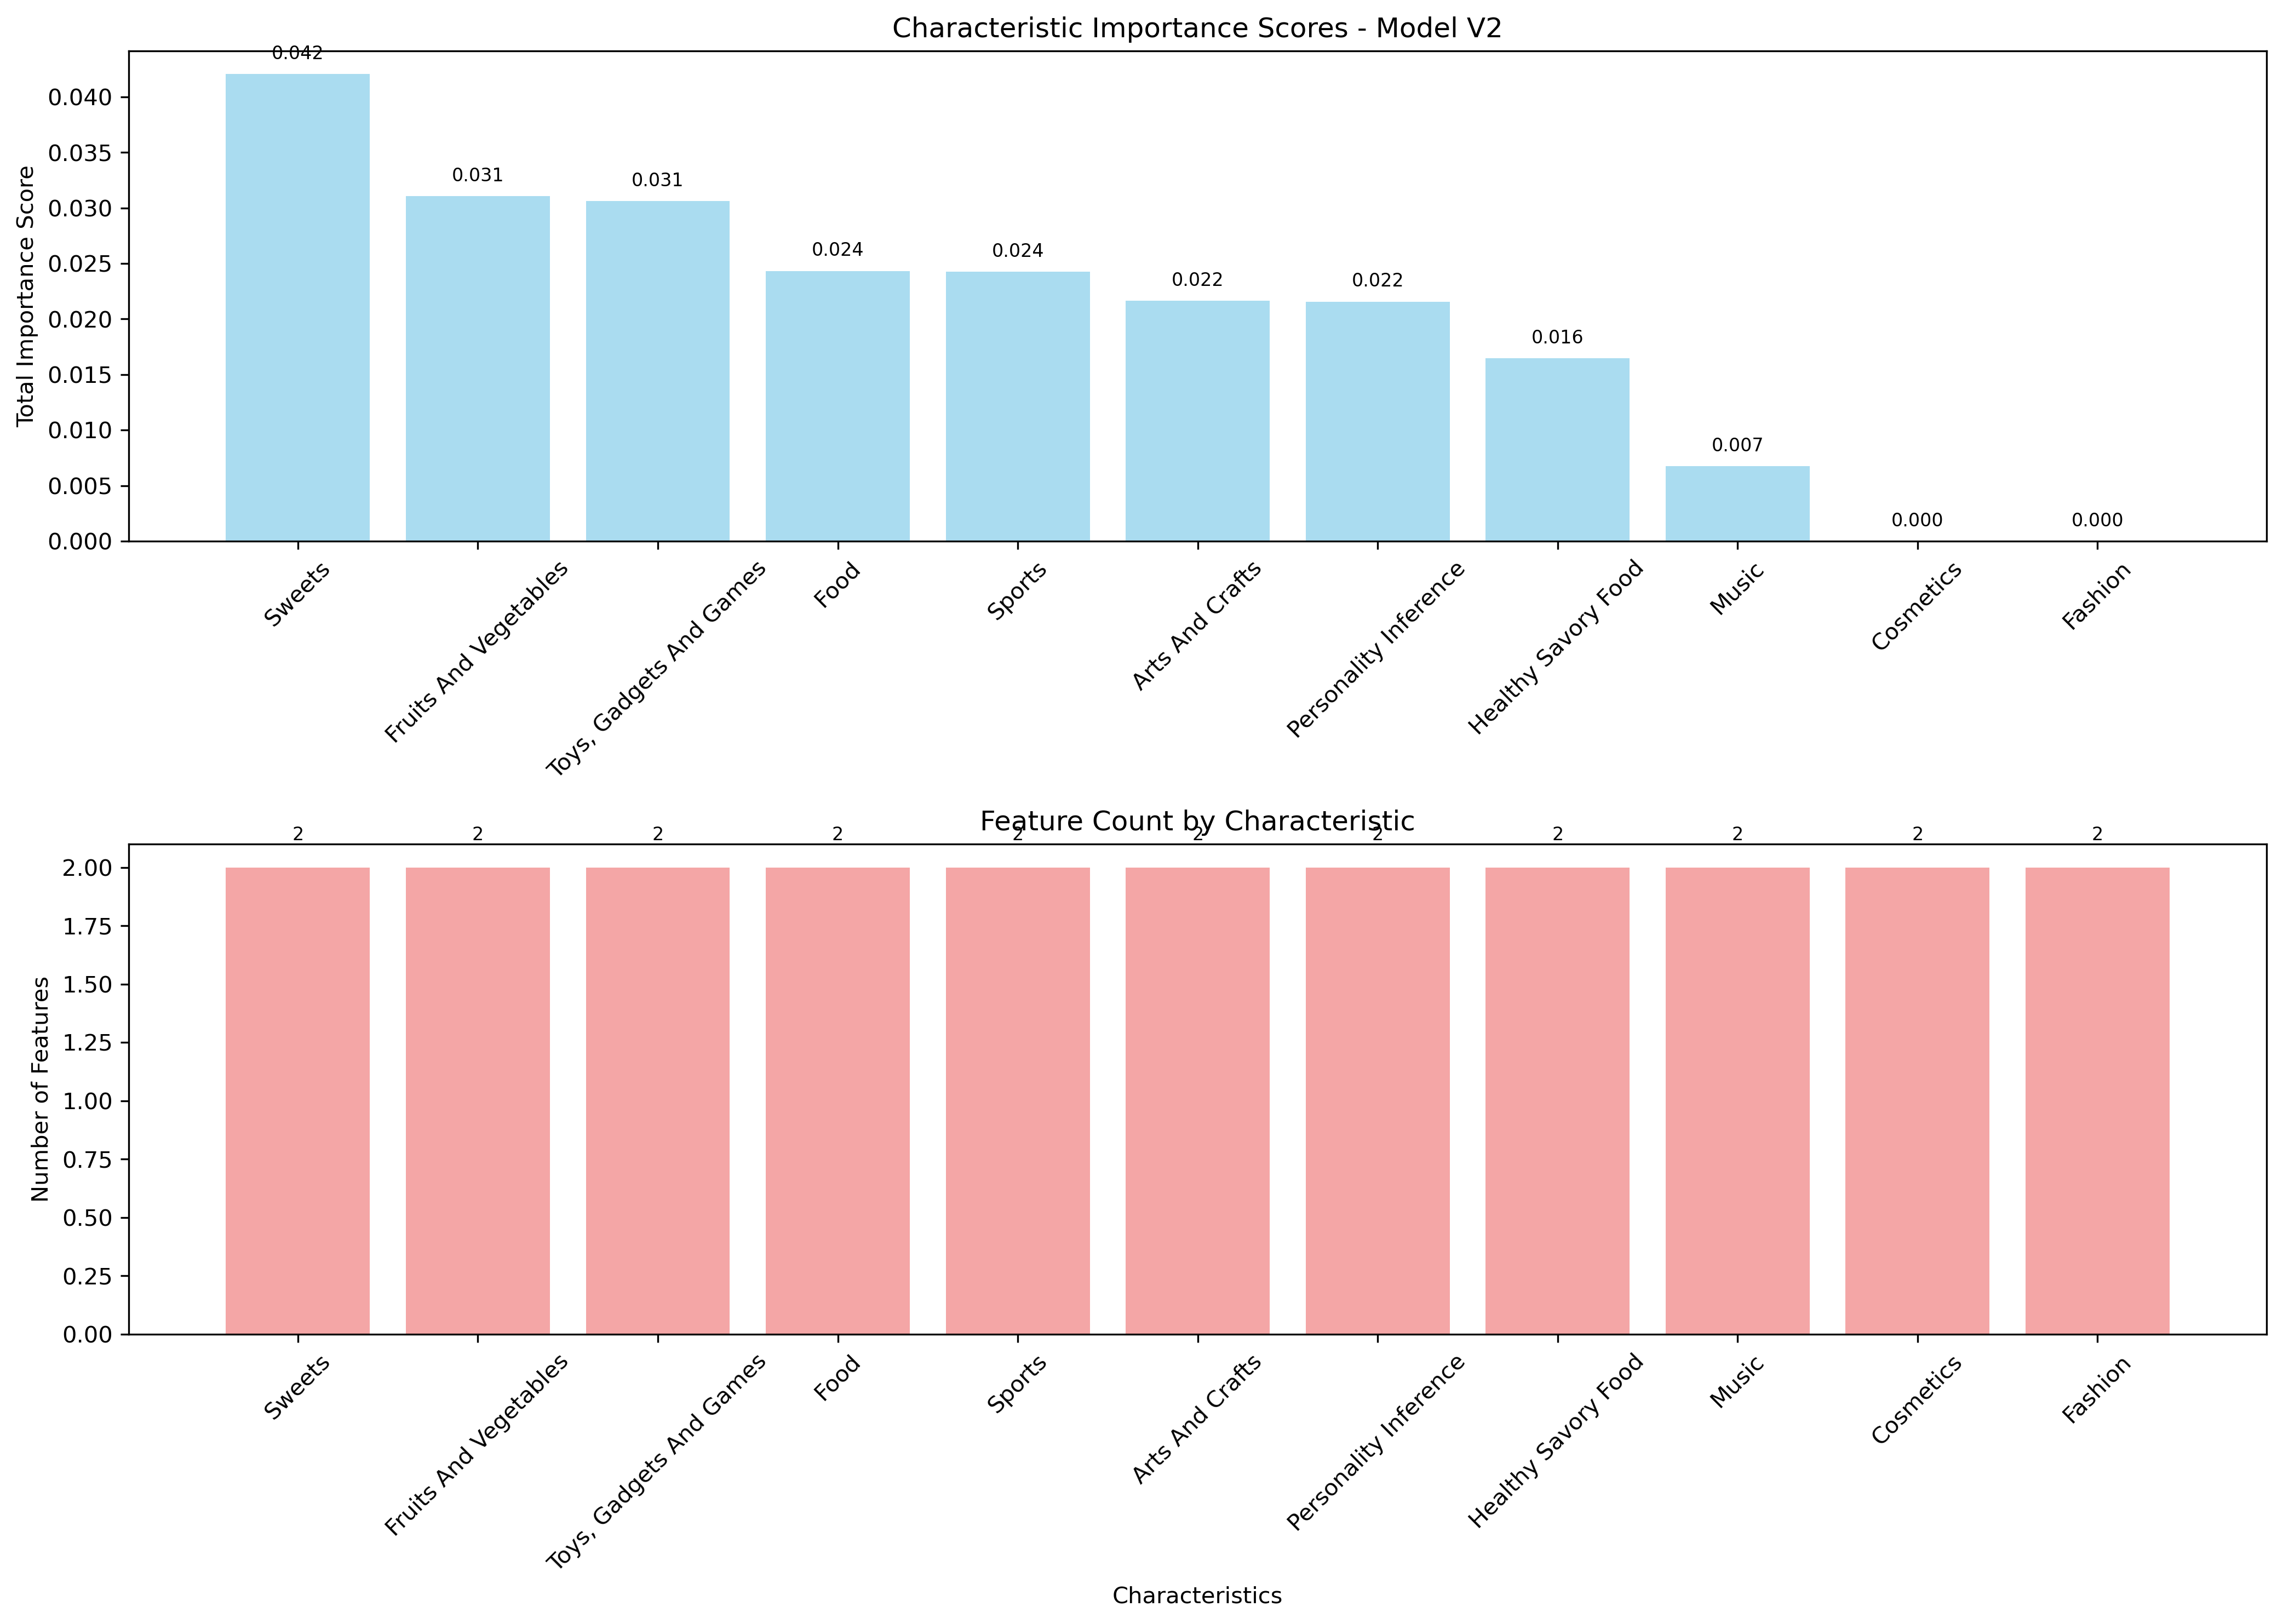 Characteristic Importance Scores - Model V2
Total Importance Score
0.040
0.035
0.030
0.025
0.020
0.015
0.010
0.005
0.000
0.042
0.031
0.031
0.024
0.024
0.022
0.022
0.016
0.007
0.000
0.000
Sweets
Fruits And Vegetables
Toys, Gadgets And Games
Food
Sports
Arts And Crafts
Personality Inference
Healthy Savory Food
Music
Cosmetics
Fashion
Feature Count by Characteristic
Number of Features
2.00
1.75
1.50
1.25
1.00
0.75
0.50
0.25
0.00
2
2
2
2
2
2
2
2
2
2
2
Sweets
Fruits And Vegetables
Toys, Gadgets And Games
Food
Sports
Arts And Crafts
Personality Inference
Healthy Savory Food
Music
Cosmetics
Fashion
Characteristics